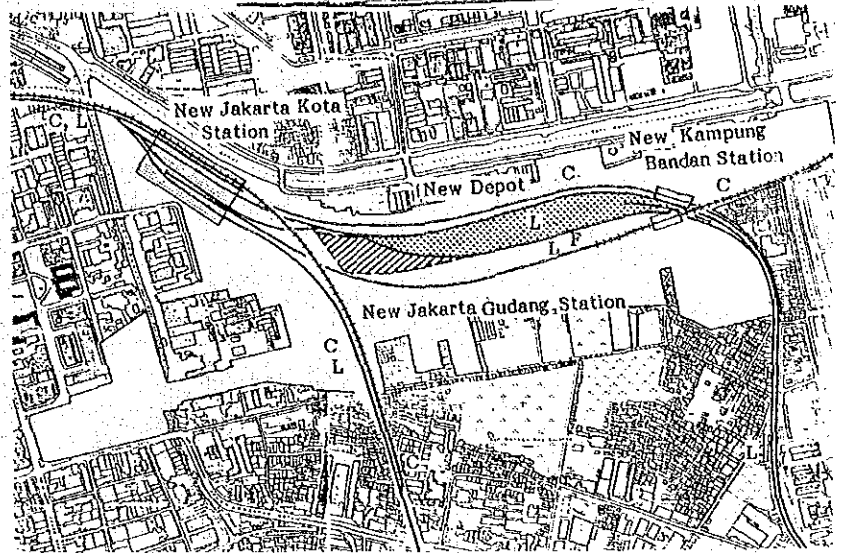 New Jakarta Kota
Station
C, L
New Kampung
Bandan Station
New Depot
C
C
L
L F
New Jakarta Gudang Station
C
L
C
L